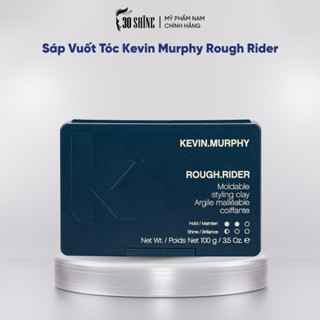 30 SHINE
MỸ PHẨM NAM
CHÍNH HÃNG
Sáp Vuốt Tóc Kevin Murphy Rough Rider
KEVIN.MURPHY
ROUGH.RIDER
Moldable
styling clay
Argile malléable
coiffante
Hold / Maintien
Shine / Brillance
Net Wt. / Poids Net 100 g / 3.5 Oz. e